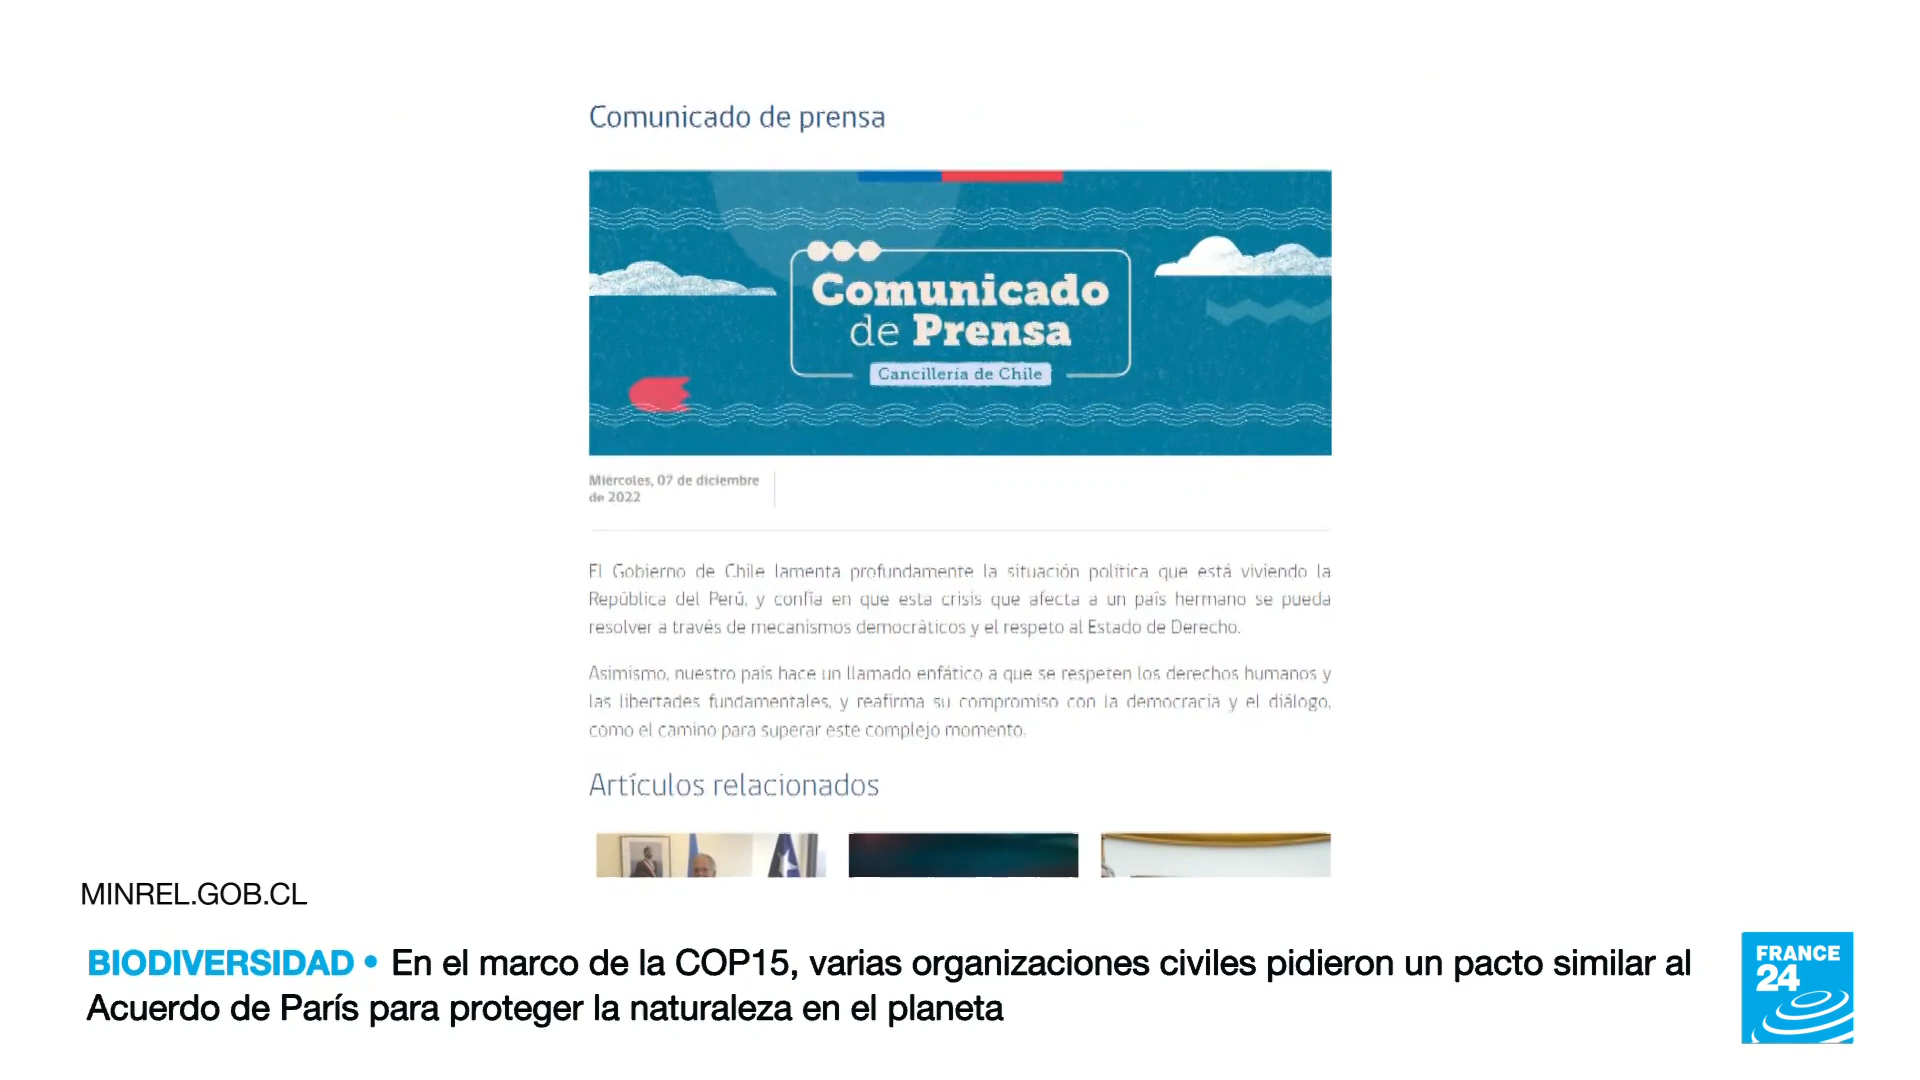 Comunicado de prensa
Comunicado
de Prensa
Cancillería de Chile
Miércoles, 07 de diciembre
de 2022
El Gobierno de Chile lamenta profundamente la situación política que está viviendo la
República del Perú, y confía en que esta crisis que afecta a un país hermano se pueda
resolver a través de mecanismos democráticos y el respeto al Estado de Derecho.
Asimismo, nuestro país hace un llamado enfático a que se respeten los derechos humanos y
las libertades fundamentales, y reafirma su compromiso con la democracia y el diálogo,
como el camino para superar este complejo momento.
Artículos relacionados
MINREL.GOB.CL
BIODIVERSIDAD • En el marco de la COP15, varias organizaciones civiles pidieron un pacto similar al
Acuerdo de París para proteger la naturaleza en el planeta
FRANCE
24